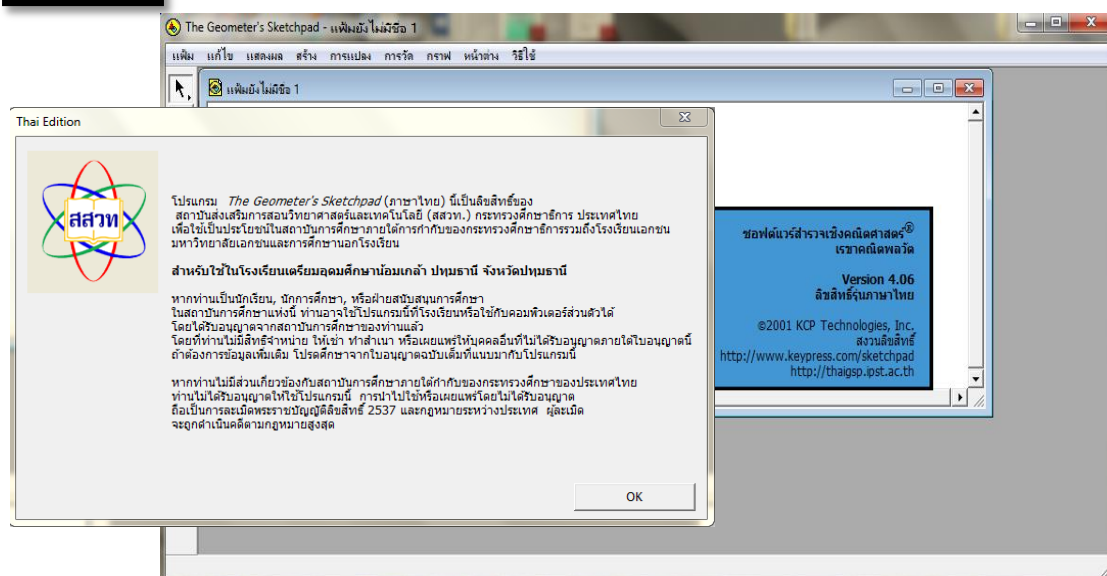 The Geometer's Sketchpad - แฟ้มยังไม่มีชื่อ 1
แฟ้ม แก้ไข แสดงผล สร้าง การแปลง การวัด กราฟ หน้าต่าง วิธีใช้
แฟ้มยังไม่มีชื่อ 1
Thai Edition
สสวท
โปรแกรม The Geometer's Sketchpad (ภาษาไทย) นี้เป็นลิขสิทธิ์ของ
สถาบันส่งเสริมการสอนวิทยาศาสตร์และเทคโนโลยี (สสวท.) กระทรวงศึกษาธิการ ประเทศไทย
เพื่อใช้เป็นประโยชน์ในสถาบันการศึกษาภายใต้การกำกับของกระทรวงศึกษาธิการรวมถึงโรงเรียนเอกชน
มหาวิทยาลัยเอกชนและการศึกษานอกโรงเรียน
สำหรับใช้ในโรงเรียนเตรียมอุดมศึกษาน้อมเกล้า ปทุมธานี จังหวัดปทุมธานี
หากท่านเป็นนักเรียน, นักการศึกษา, หรือฝ่ายสนับสนุนการศึกษา
ในสถาบันการศึกษาแห่งนี้ ท่านอาจใช้โปรแกรมนี้ที่โรงเรียนหรือใช้กับคอมพิวเตอร์ส่วนตัวได้
โดยได้รับอนุญาตจากสถาบันการศึกษาของท่านแล้ว
โดยที่ท่านไม่มีสิทธิ์จำหน่าย ให้เช่า ทำสำเนา หรือเผยแพร่ให้บุคคลอื่นที่ไม่ได้รับอนุญาตภายใต้ใบอนุญาตนี้
ถ้าต้องการข้อมูลเพิ่มเติม โปรดศึกษาจากใบอนุญาตฉบับเต็มที่แนบมากับโปรแกรมนี้
หากท่านไม่มีส่วนเกี่ยวข้องกับสถาบันการศึกษาภายใต้กำกับของกระทรวงศึกษาของประเทศไทย
ท่านไม่ได้รับอนุญาตให้ใช้โปรแกรมนี้ การนำไปใช้หรือเผยแพร่โดยไม่ได้รับอนุญาต
ถือเป็นการละเมิดพระราชบัญญัติลิขสิทธิ์ 2537 และกฎหมายระหว่างประเทศ ผู้ละเมิด
จะถูกดำเนินคดีตามกฎหมายสูงสุด
OK
ซอฟต์แวร์สำรวจเชิงคณิตศาสตร์®
เรขาคณิตพลวัต
Version 4.06
ลิขสิทธิ์รุ่นภาษาไทย
©2001 KCP Technologies, Inc.
สงวนลิขสิทธิ์
http://www.keypress.com/sketchpad
http://thaigsp.ipst.ac.th